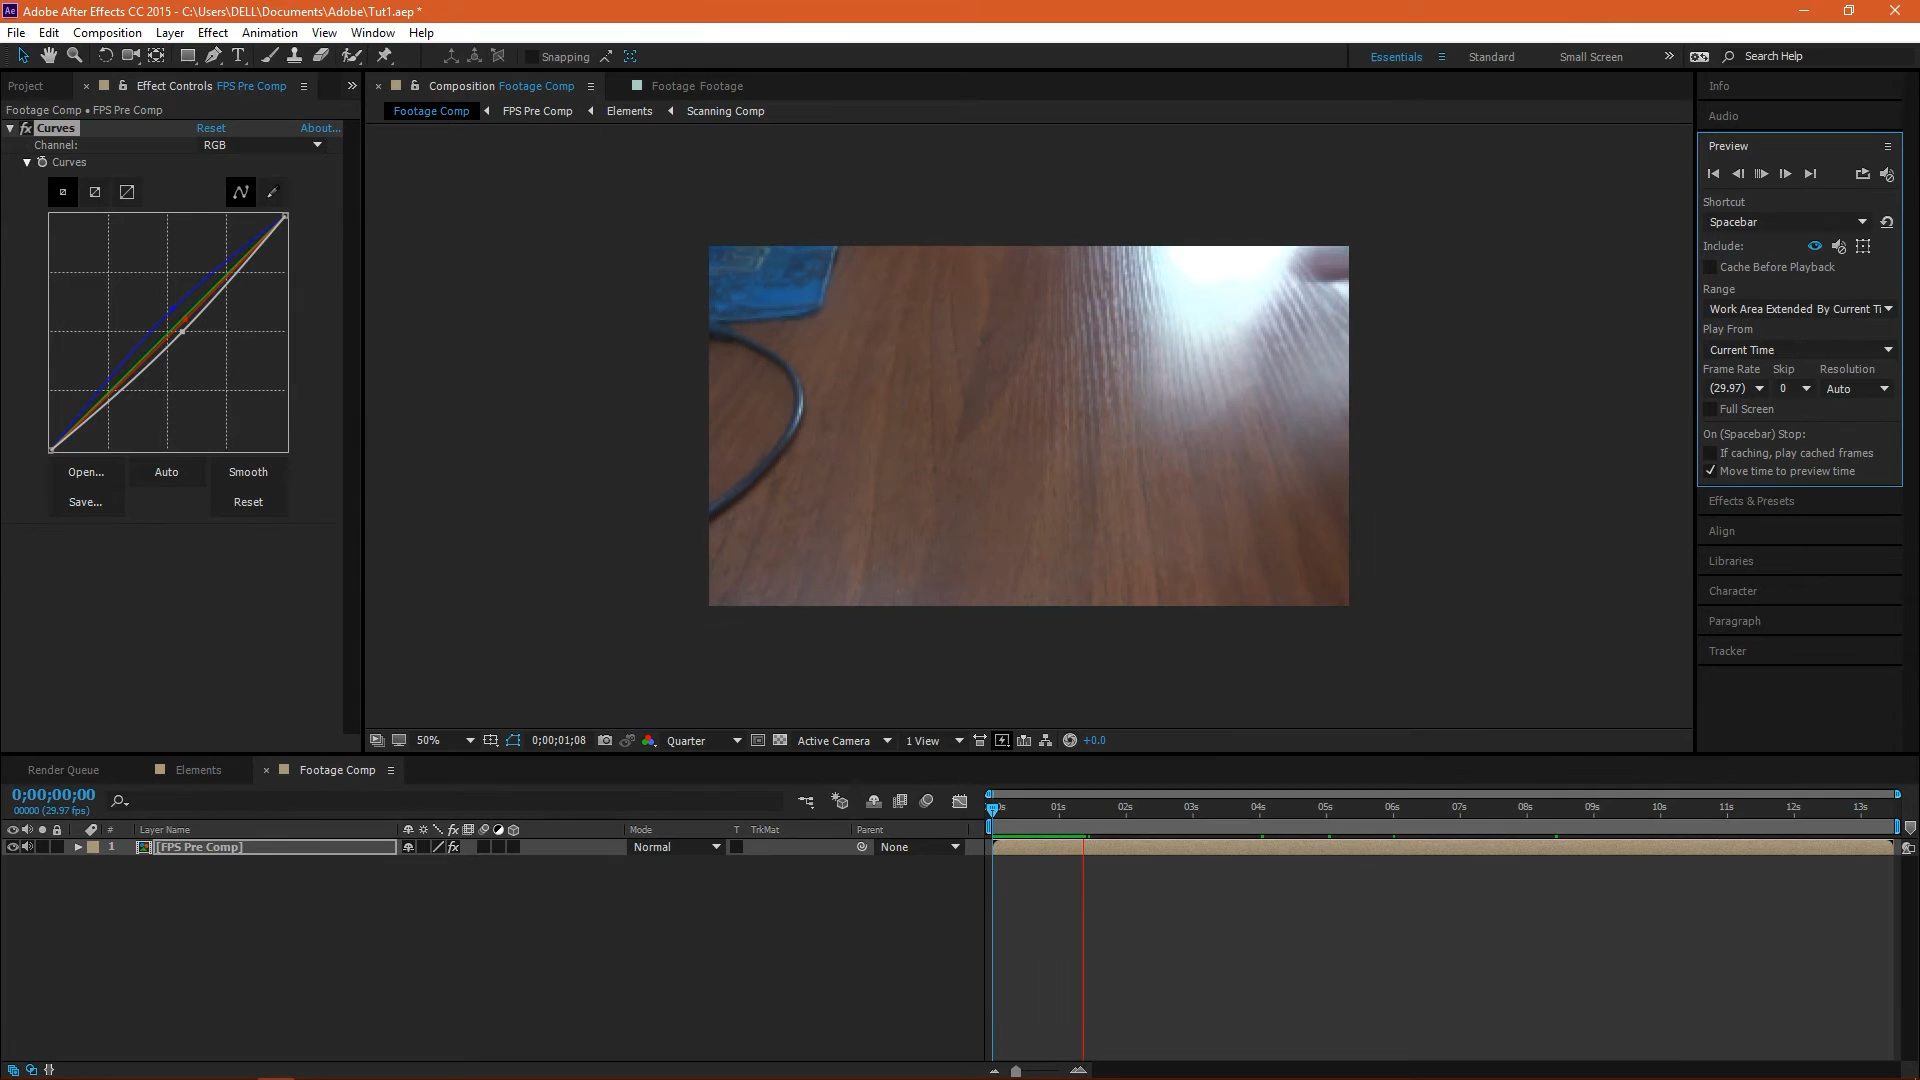 Ae Adobe After Effects CC 2015 - C:\Users\DELL\Documents\Adobe\Tut1.aep *
File Edit Composition Layer Effect Animation View Window Help
T Snapping Essentials Standard Small Screen Search Help
Project Effect Controls FPS Pre Comp
Composition Footage Comp
Footage Footage
Info
Footage Comp • FPS Pre Comp
Footage Comp FPS Pre Comp Elements Scanning Comp
Audio
fx Curves Reset About...
Channel: RGB
Curves
Open... Auto Smooth
Save... Reset
Preview
Shortcut
Spacebar
Include:
Cache Before Playback
Range
Work Area Extended By Current Ti
Play From
Current Time
Frame Rate Skip Resolution
(29.97) 0 Auto
Full Screen
On (Spacebar) Stop:
If caching, play cached frames
Move time to preview time
Effects & Presets
Align
Libraries
Character
Paragraph
Tracker
50% 0;00;01;08 Quarter Active Camera 1 View +0.0
Render Queue Elements Footage Comp
0;00;00;00
00000 (29.97 fps)
01s 02s 03s 04s 05s 06s 07s 08s 09s 10s 11s 12s 13s
# Layer Name fx Mode T TrkMat Parent
1 [FPS Pre Comp] fx Normal None